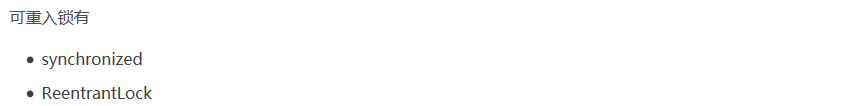 可重入锁有
synchronized
ReentrantLock